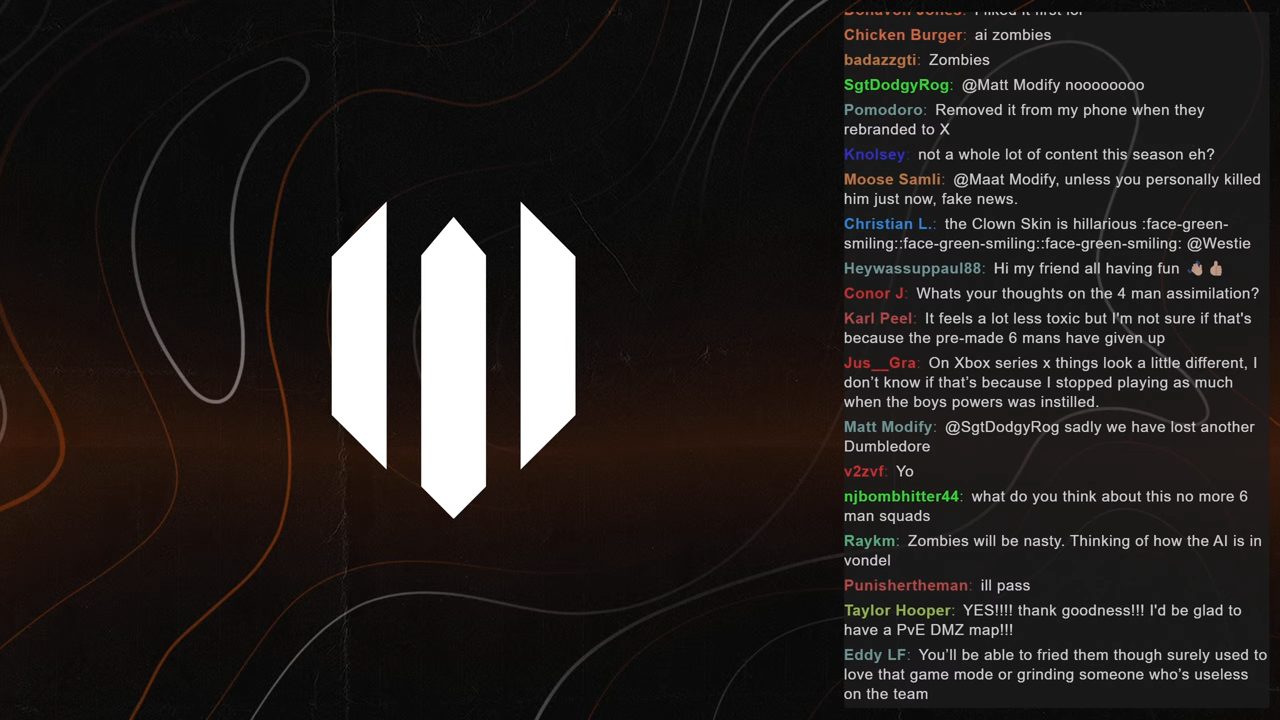 Donavon Jones: I liked it first lol
Chicken Burger: ai zombies
badazzgti: Zombies
SgtDodgyRog: @Matt Modify noooooooo
Pomodoro: Removed it from my phone when they
rebranded to X
Knolsey: not a whole lot of content this season eh?
Moose Samli: @Maat Modify, unless you personally killed
him just now, fake news.
Christian L.: the Clown Skin is hillarious :face-green-
smiling::face-green-smiling::face-green-smiling: @Westie
Heywassuppaul88: Hi my friend all having fun 👋🏼 👍🏼
Conor J: Whats your thoughts on the 4 man assimilation?
Karl Peel: It feels a lot less toxic but I'm not sure if that's
because the pre-made 6 mans have given up
Jus__Gra: On Xbox series x things look a little different, I
don't know if that's because I stopped playing as much
when the boys powers was instilled.
Matt Modify: @SgtDodgyRog sadly we have lost another
Dumbledore
v2zvf: Yo
njbombhitter44: what do you think about this no more 6
man squads
Raykm: Zombies will be nasty. Thinking of how the AI is in
vondel
Punishertheman: ill pass
Taylor Hooper: YES!!!! thank goodness!!! I'd be glad to
have a PvE DMZ map!!!
Eddy LF: You'll be able to fried them though surely used to
love that game mode or grinding someone who's useless
on the team